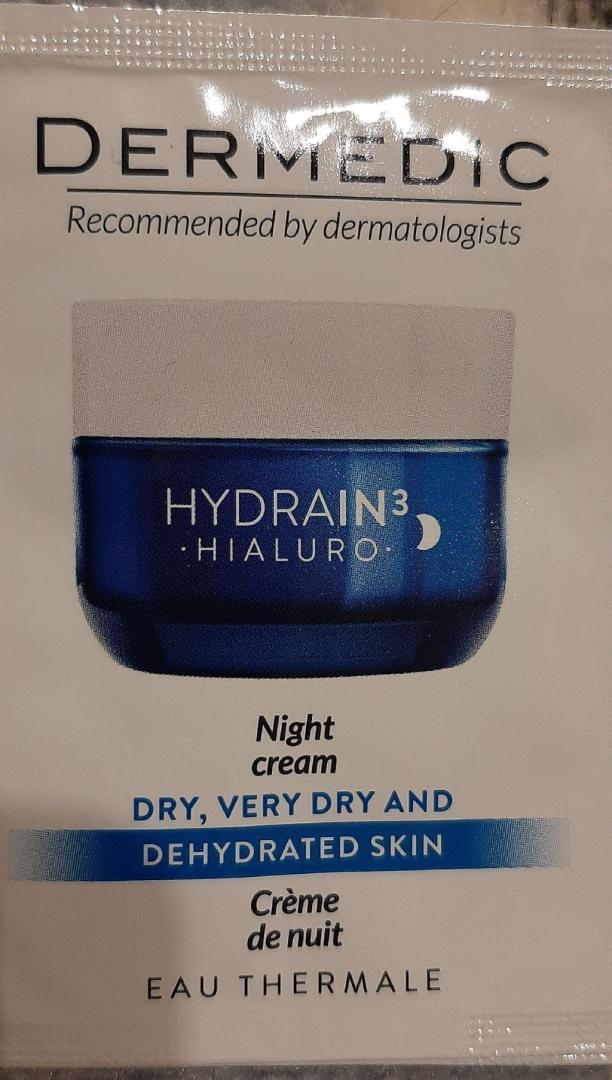 DERMEDIC
Recommended by dermatologists
HYDRAIN³
·HIALURO·
Night
cream
DRY, VERY DRY AND
DEHYDRATED SKIN
Crème
de nuit
EAU THERMALE